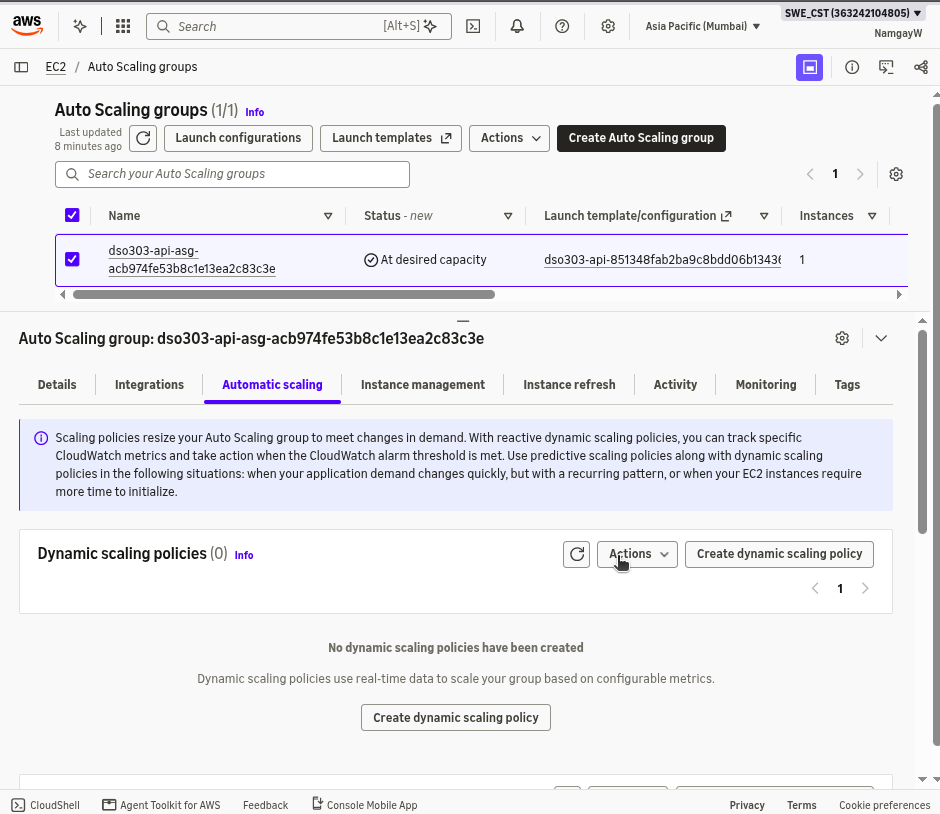 aws
Search
[Alt+S]
Asia Pacific (Mumbai)
SWE_CST (363242104805)
NamgayW
EC2 / Auto Scaling groups
Auto Scaling groups (1/1) Info
Last updated
8 minutes ago
Launch configurations
Launch templates
Actions
Create Auto Scaling group
Search your Auto Scaling groups
1
Name
Status - new
Launch template/configuration
Instances
dso303-api-asg-
acb974fe53b8c1e13ea2c83c3e
At desired capacity
dso303-api-851348fab2ba9c8bdd06b13436
1
Auto Scaling group: dso303-api-asg-acb974fe53b8c1e13ea2c83c3e
Details
Integrations
Automatic scaling
Instance management
Instance refresh
Activity
Monitoring
Tags
Scaling policies resize your Auto Scaling group to meet changes in demand. With reactive dynamic scaling policies, you can track specific
CloudWatch metrics and take action when the CloudWatch alarm threshold is met. Use predictive scaling policies along with dynamic scaling
policies in the following situations: when your application demand changes quickly, but with a recurring pattern, or when your EC2 instances require
more time to initialize.
Dynamic scaling policies (0) Info
Actions
Create dynamic scaling policy
1
No dynamic scaling policies have been created
Dynamic scaling policies use real-time data to scale your group based on configurable metrics.
Create dynamic scaling policy
CloudShell
Agent Toolkit for AWS
Feedback
Console Mobile App
Privacy
Terms
Cookie preferences